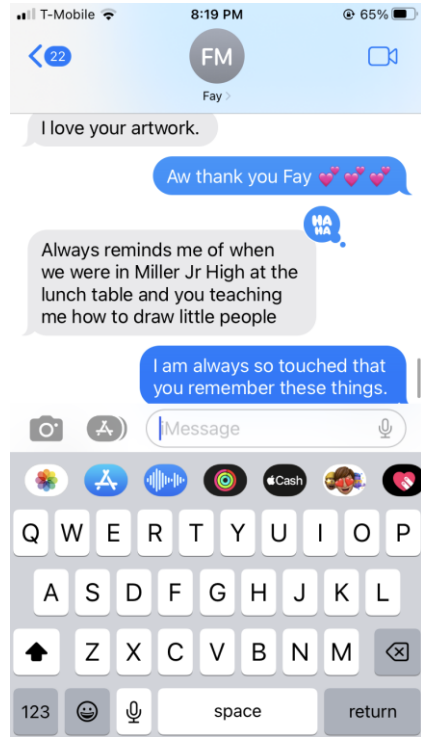 T-Mobile 8:19 PM 65%
22
FM
Fay
I love your artwork.
Aw thank you Fay 💕💕💕
HA
HA
Always reminds me of when
we were in Miller Jr High at the
lunch table and you teaching
me how to draw little people
I am always so touched that
you remember these things.
iMessage
Cash
Q W E R T Y U I O P
A S D F G H J K L
Z X C V B N M
123 space return